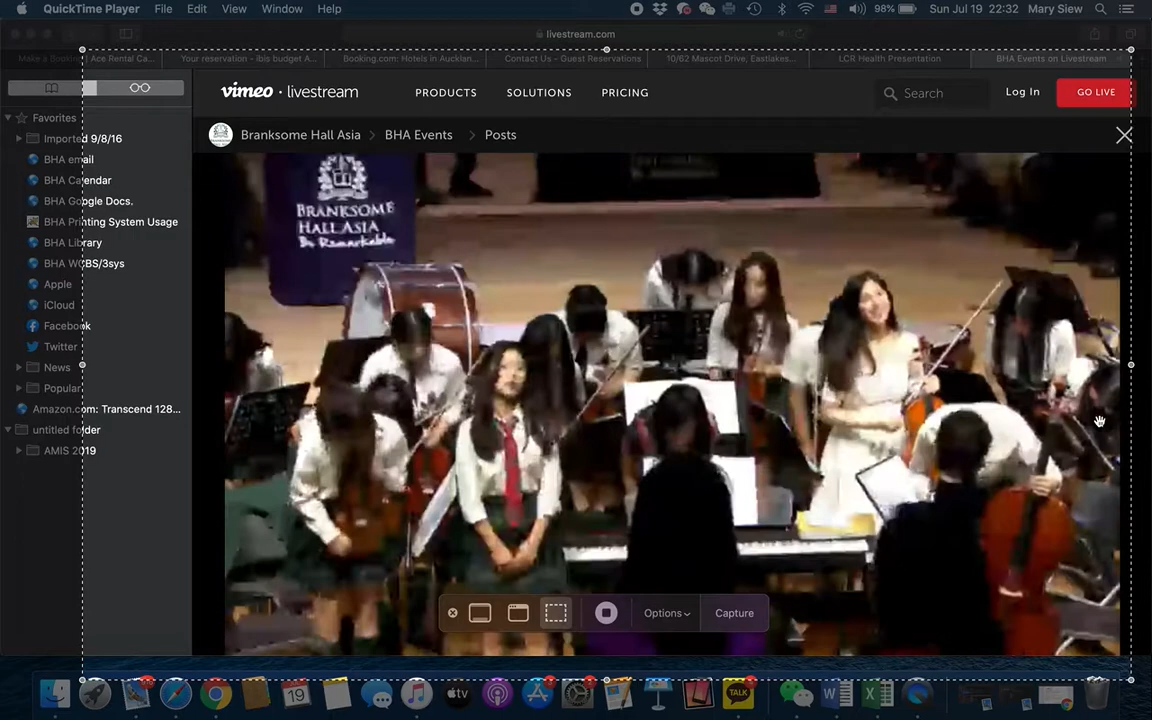 QuickTime Player File Edit View Window Help 98% Sun Jul 19 22:32 Mary Siew
livestream.com
Make a Booking | Ace Rental Ca... Your reservation - ibis budget A... Booking.com: Hotels in Aucklan... Contact Us - Guest Reservations 10/62 Mascot Drive, Eastlakes... LCR Health Presentation BHA Events on Livestream
vimeo · livestream PRODUCTS SOLUTIONS PRICING Search Log In GO LIVE
Branksome Hall Asia > BHA Events > Posts
Favorites
Imported 9/8/16
BHA email
BHA Calendar
BHA Google Docs.
BHA Printing System Usage
BHA Library
BHA WCBS/3sys
Apple
iCloud
Facebook
Twitter
News
Popular
Amazon.com: Transcend 128...
untitled folder
AMIS 2019
BRANKSOME
HALL ASIA
Be Remarkable
Options Capture
19
tv
TALK